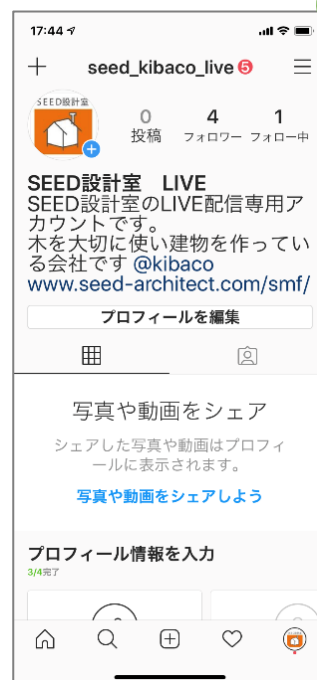 17:44
seed_kibaco_live 5
SEED設計室
0 4 1
投稿 フォロワー フォロー中
SEED設計室　LIVE
SEED設計室のLIVE配信専用ア
カウントです。
木を大切に使い建物を作ってい
る会社です @kibaco
www.seed-architect.com/smf/
プロフィールを編集
写真や動画をシェア
シェアした写真や動画はプロフィ
ールに表示されます。
写真や動画をシェアしよう
プロフィール情報を入力
3/4完了